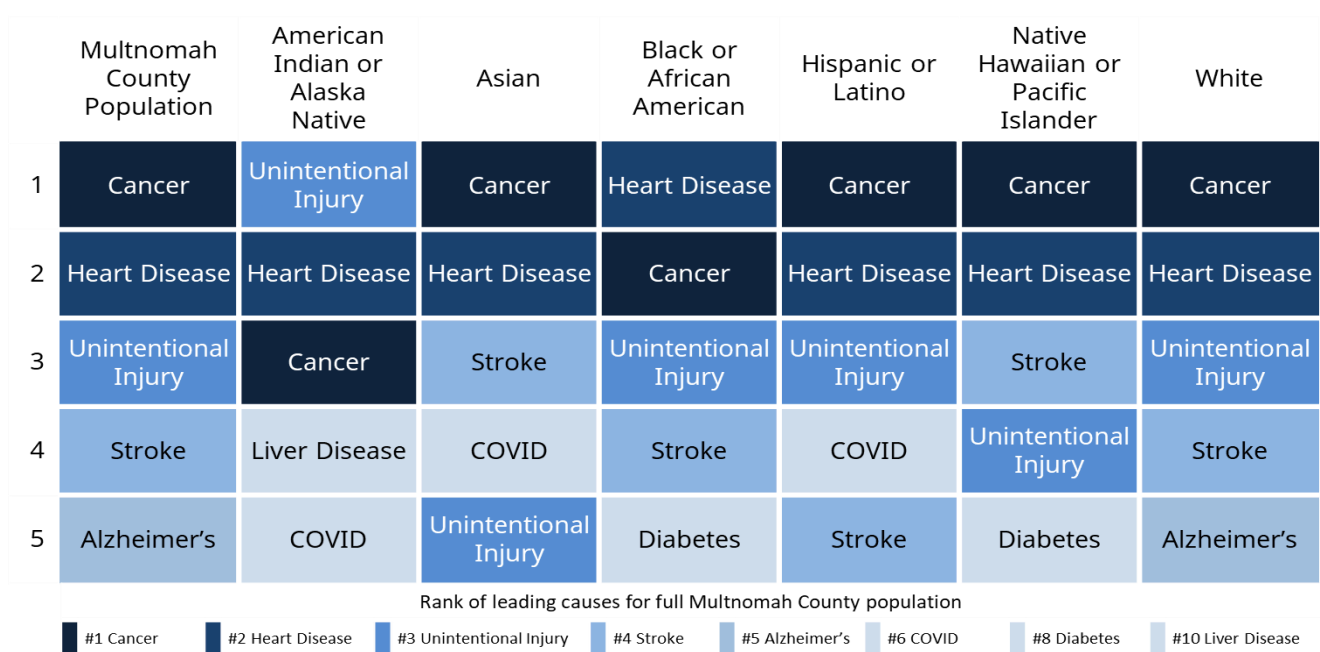 Multnomah
County
Population
American
Indian or
Alaska
Native
Asian
Black or
African
American
Hispanic or
Latino
Native
Hawaiian or
Pacific
Islander
White
1
Cancer
Unintentional
Injury
Cancer
Heart Disease
Cancer
Cancer
Cancer
2
Heart Disease
Heart Disease
Heart Disease
Cancer
Heart Disease
Heart Disease
Heart Disease
3
Unintentional
Injury
Cancer
Stroke
Unintentional
Injury
Unintentional
Injury
Stroke
Unintentional
Injury
4
Stroke
Liver Disease
COVID
Stroke
COVID
Unintentional
Injury
Stroke
5
Alzheimer’s
COVID
Unintentional
Injury
Diabetes
Stroke
Diabetes
Alzheimer’s
Rank of leading causes for full Multnomah County population
#1 Cancer
#2 Heart Disease
#3 Unintentional Injury
#4 Stroke
#5 Alzheimer’s
#6 COVID
#8 Diabetes
#10 Liver Disease